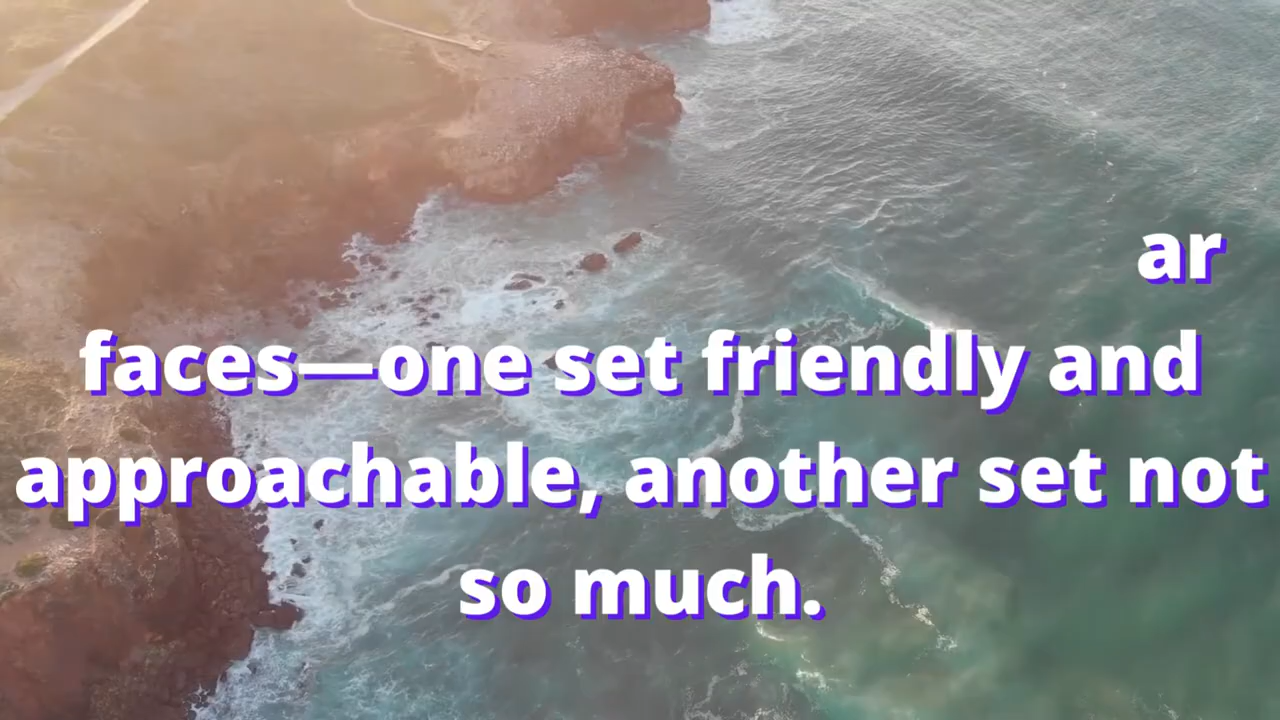 ar
faces—one set friendly and
approachable, another set not
so much.